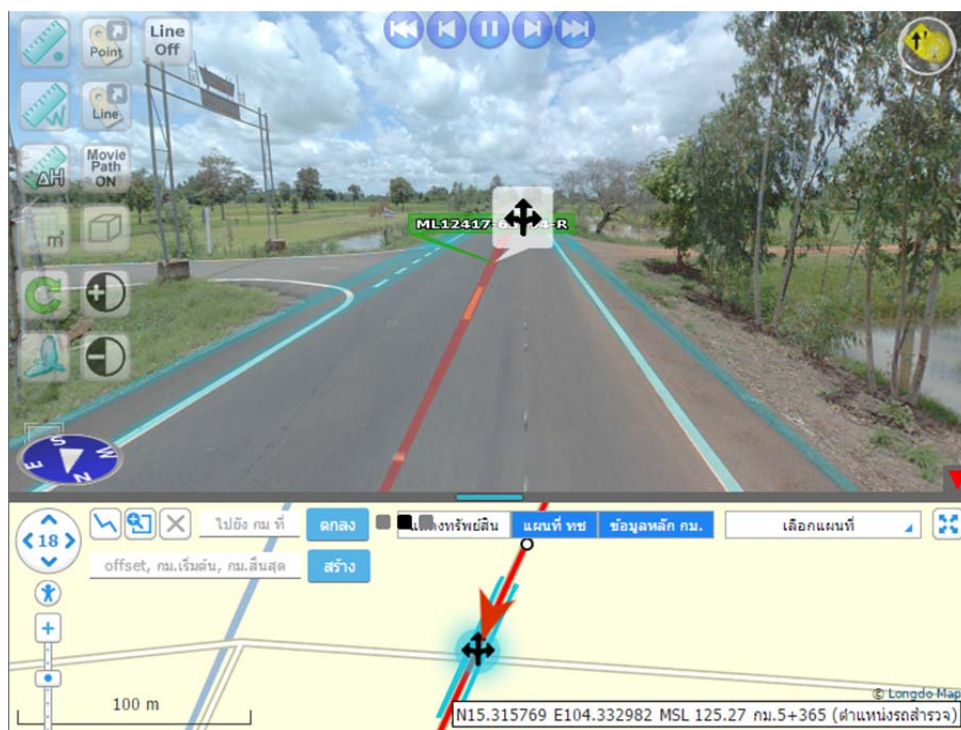 Point
Line
Off
W
Line
ΔH
Movie
Path
ON
m²
S
W
E
N
18
ไปยัง กม ที่
ตกลง
แผนที่ ทช
ข้อมูลหลัก กม.
เลือกแผนที่
offset, กม.เริ่มต้น, กม.สิ้นสุด
สร้าง
100 m
© Longdo Map
N15.315769 E104.332982 MSL 125.27 กม.5+365 (ตำแหน่งรถสำรวจ)